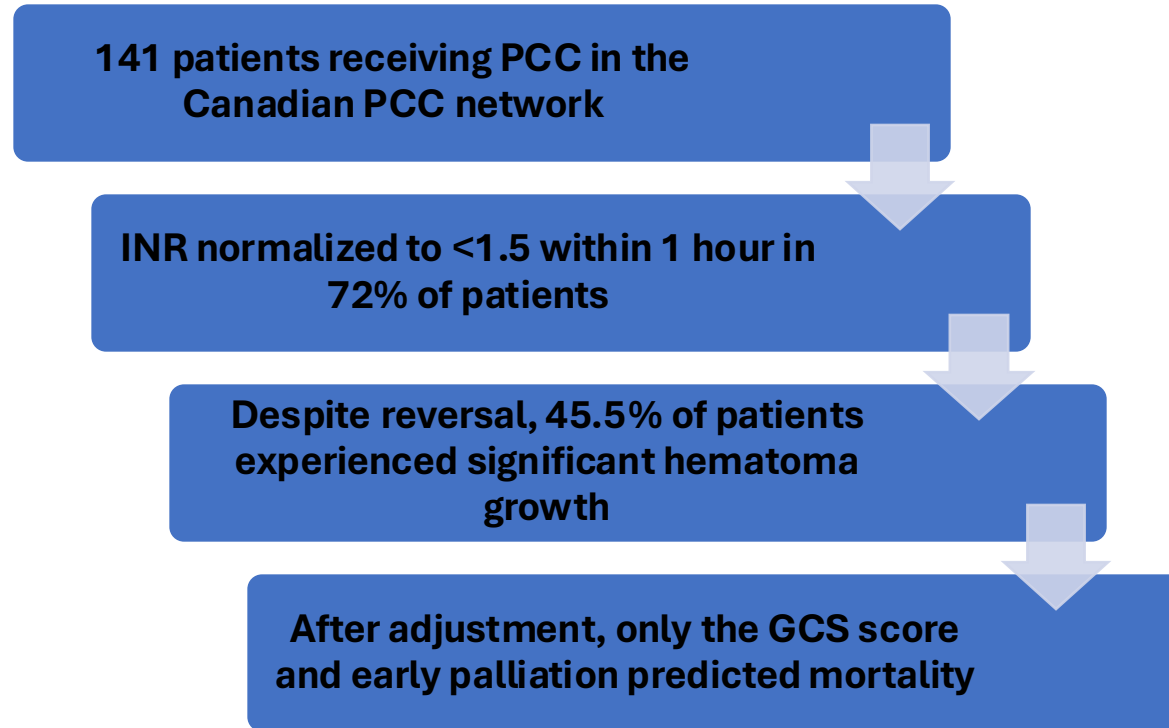 141 patients receiving PCC in the
Canadian PCC network
INR normalized to <1.5 within 1 hour in
72% of patients
Despite reversal, 45.5% of patients
experienced significant hematoma
growth
After adjustment, only the GCS score
and early palliation predicted mortality